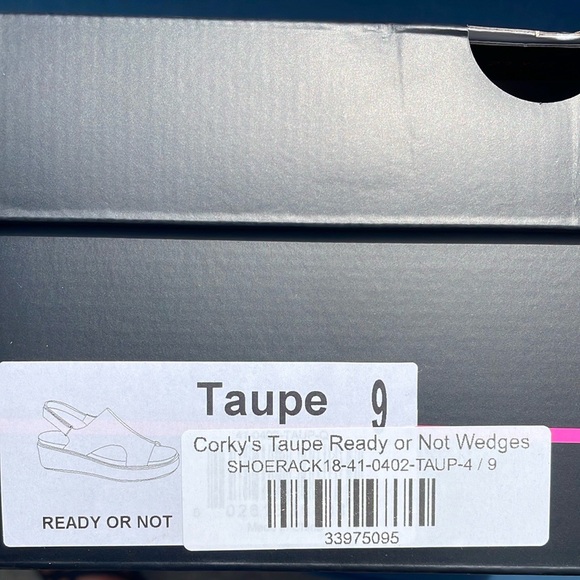 Taupe 9
Corky's Taupe Ready or Not Wedges
SHOERACK18-41-0402-TAUP-4 / 9
READY OR NOT
33975095